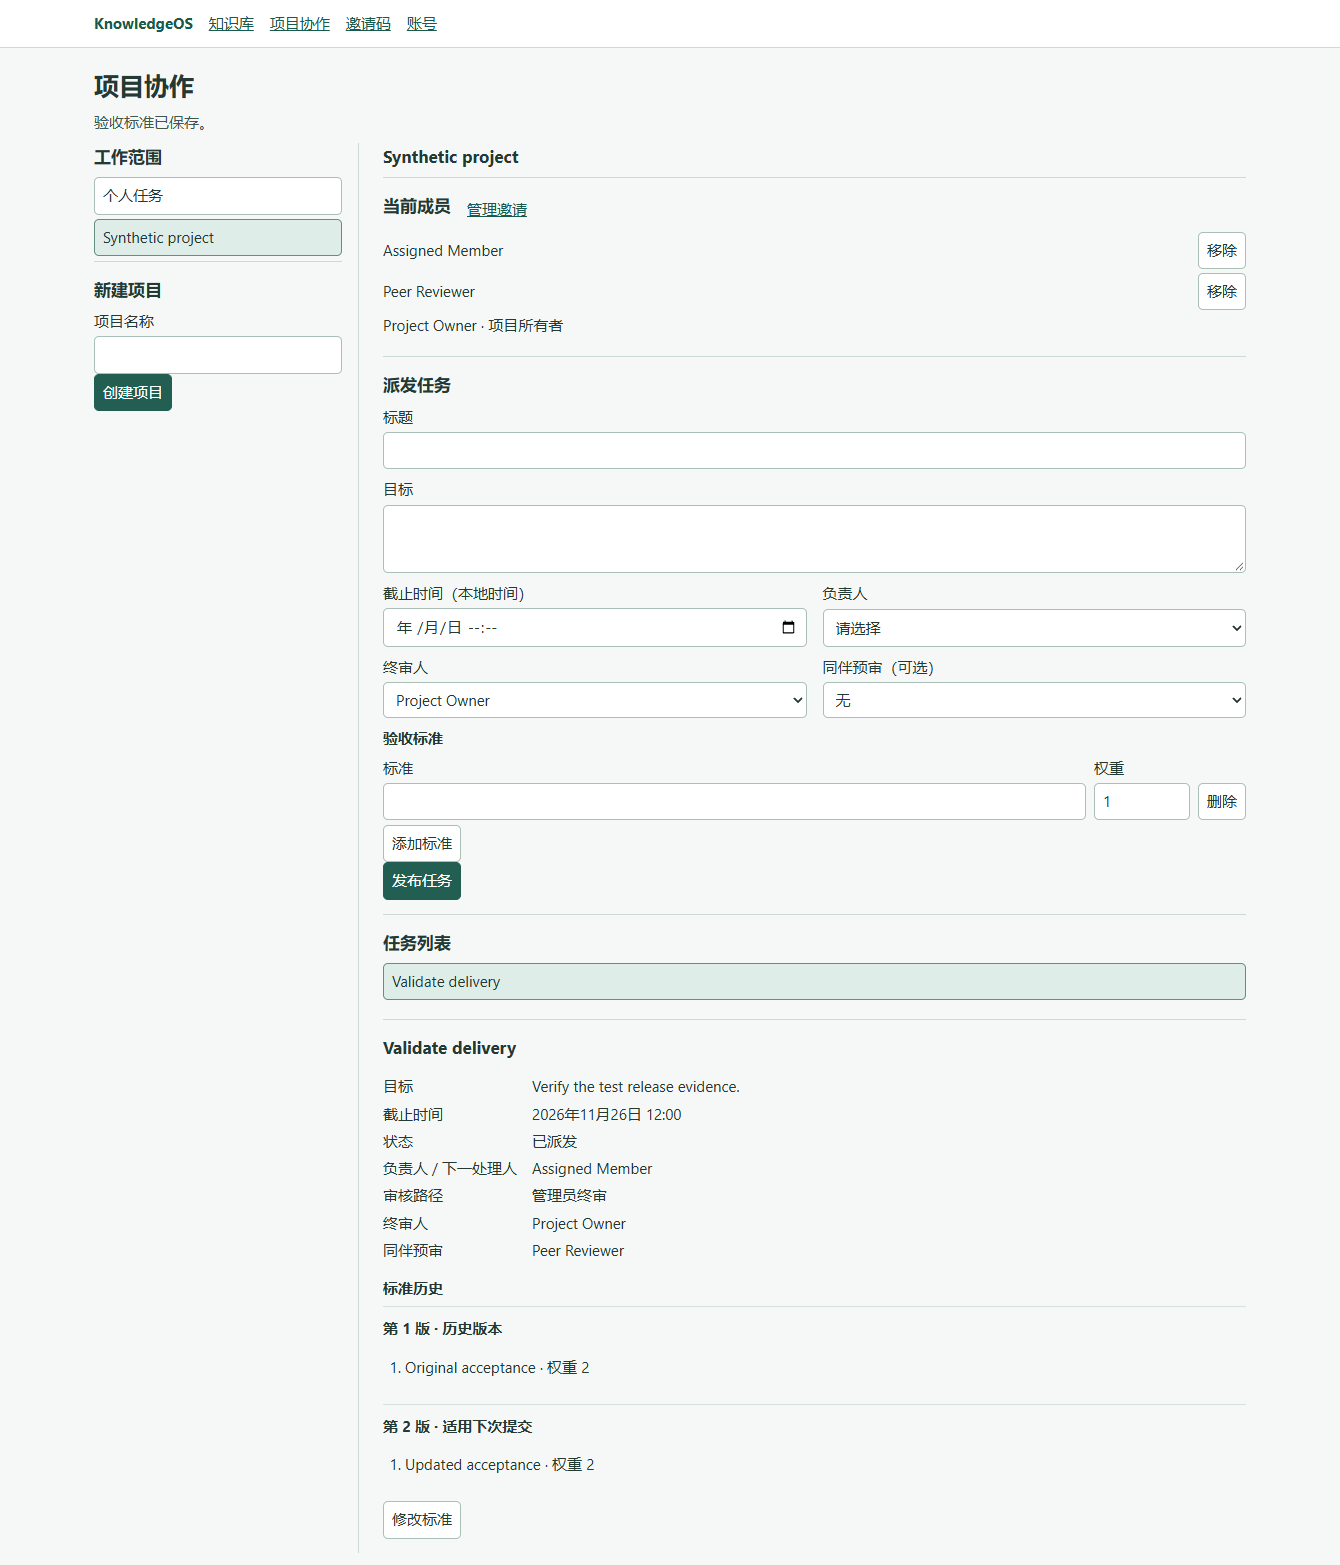 KnowledgeOS 知识库 项目协作 邀请码 账号
项目协作
验收标准已保存。
工作范围
个人任务
Synthetic project
新建项目
项目名称
创建项目
Synthetic project
当前成员 管理邀请
Assigned Member 移除
Peer Reviewer 移除
Project Owner · 项目所有者
派发任务
标题
目标
截止时间（本地时间） 负责人
年 /月/日 --:-- 请选择
终审人 同伴预审（可选）
Project Owner 无
验收标准
标准 权重
1 删除
添加标准
发布任务
任务列表
Validate delivery
Validate delivery
目标 Verify the test release evidence.
截止时间 2026年11月26日 12:00
状态 已派发
负责人 / 下一处理人 Assigned Member
审核路径 管理员终审
终审人 Project Owner
同伴预审 Peer Reviewer
标准历史
第 1 版 · 历史版本
1. Original acceptance · 权重 2
第 2 版 · 适用下次提交
1. Updated acceptance · 权重 2
修改标准